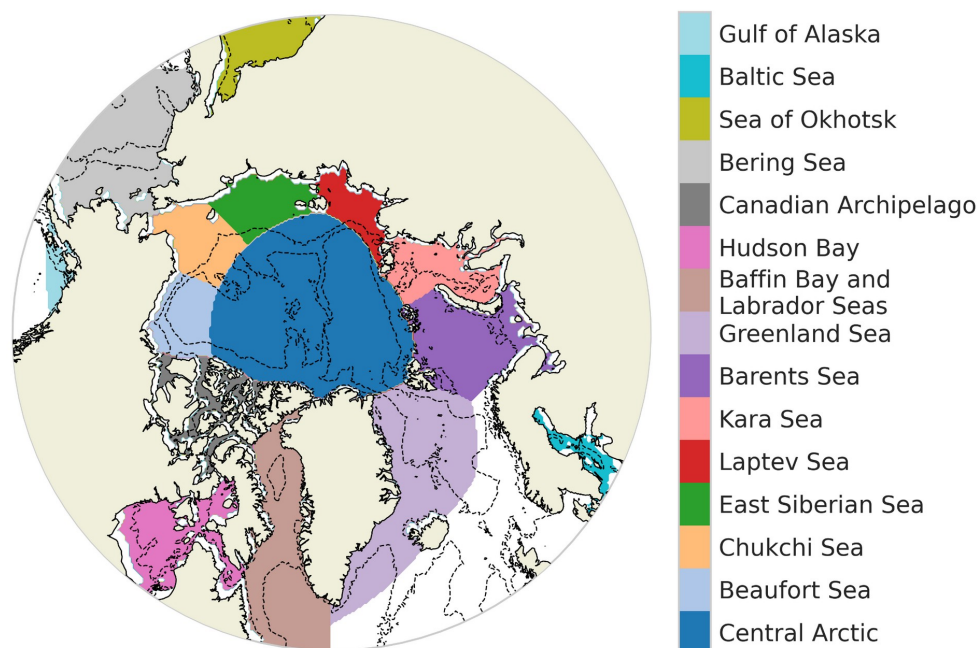 Gulf of Alaska
Baltic Sea
Sea of Okhotsk
Bering Sea
Canadian Archipelago
Hudson Bay
Baffin Bay and
Labrador Seas
Greenland Sea
Barents Sea
Kara Sea
Laptev Sea
East Siberian Sea
Chukchi Sea
Beaufort Sea
Central Arctic